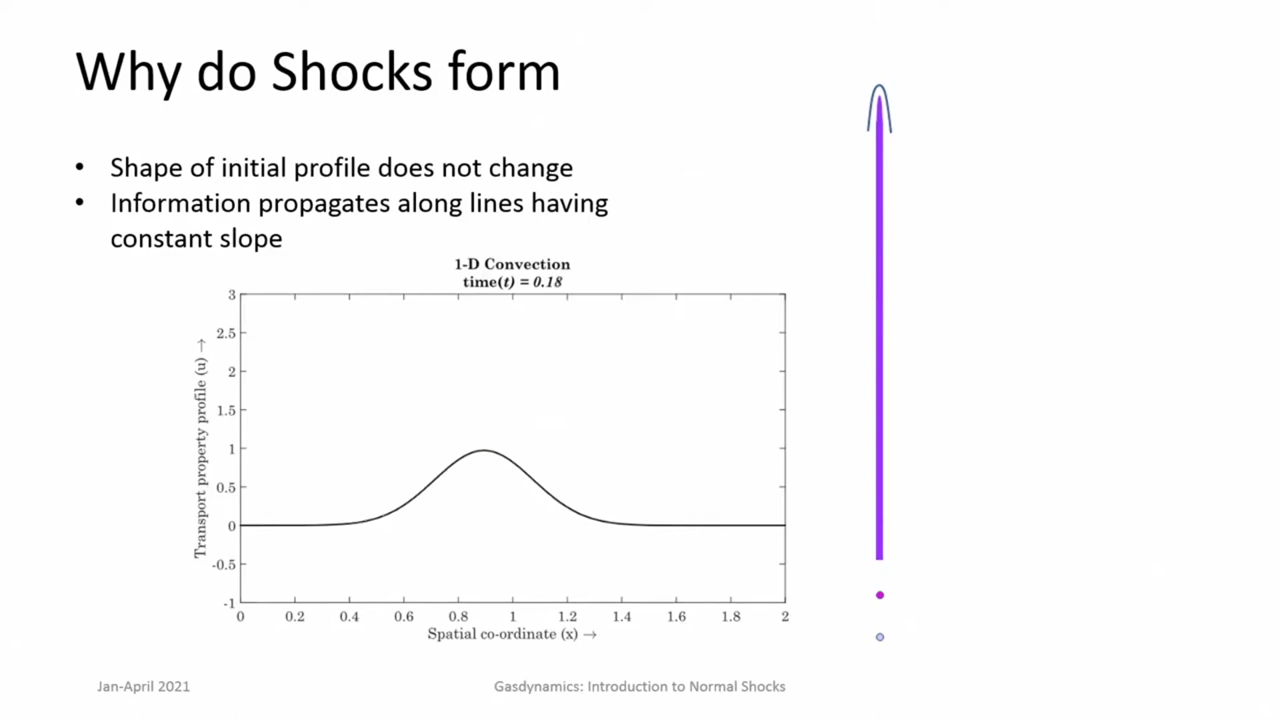 Why do Shocks form
• Shape of initial profile does not change
• Information propagates along lines having
constant slope
1-D Convection
time(t) = 0.18
3
2.5
2
1.5
1
0.5
0
-0.5
-1
Transport property profile (u) →
0 0.2 0.4 0.6 0.8 1 1.2 1.4 1.6 1.8 2
Spatial co-ordinate (x) →
Jan-April 2021
Gasdynamics: Introduction to Normal Shocks